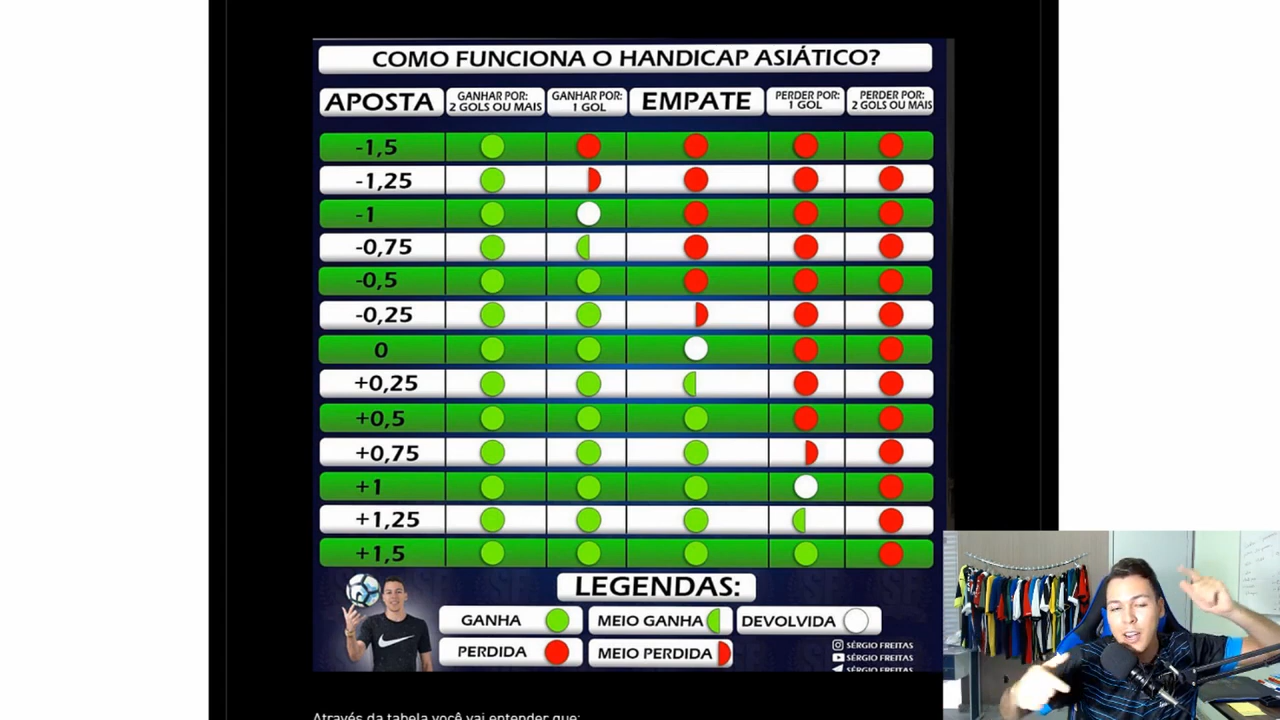 COMO FUNCIONA O HANDICAP ASIÁTICO?
APOSTA
GANHAR POR:
2 GOLS OU MAIS
GANHAR POR:
1 GOL
EMPATE
PERDER POR:
1 GOL
PERDER POR:
2 GOLS OU MAIS
-1,5
-1,25
-1
-0,75
-0,5
-0,25
0
+0,25
+0,5
+0,75
+1
+1,25
+1,5
LEGENDAS:
GANHA
MEIO GANHA
DEVOLVIDA
PERDIDA
MEIO PERDIDA
SÉRGIO FREITAS
SÉRGIO FREITAS
SÉRGIO FREITAS
Através da tabela você vai entender que: